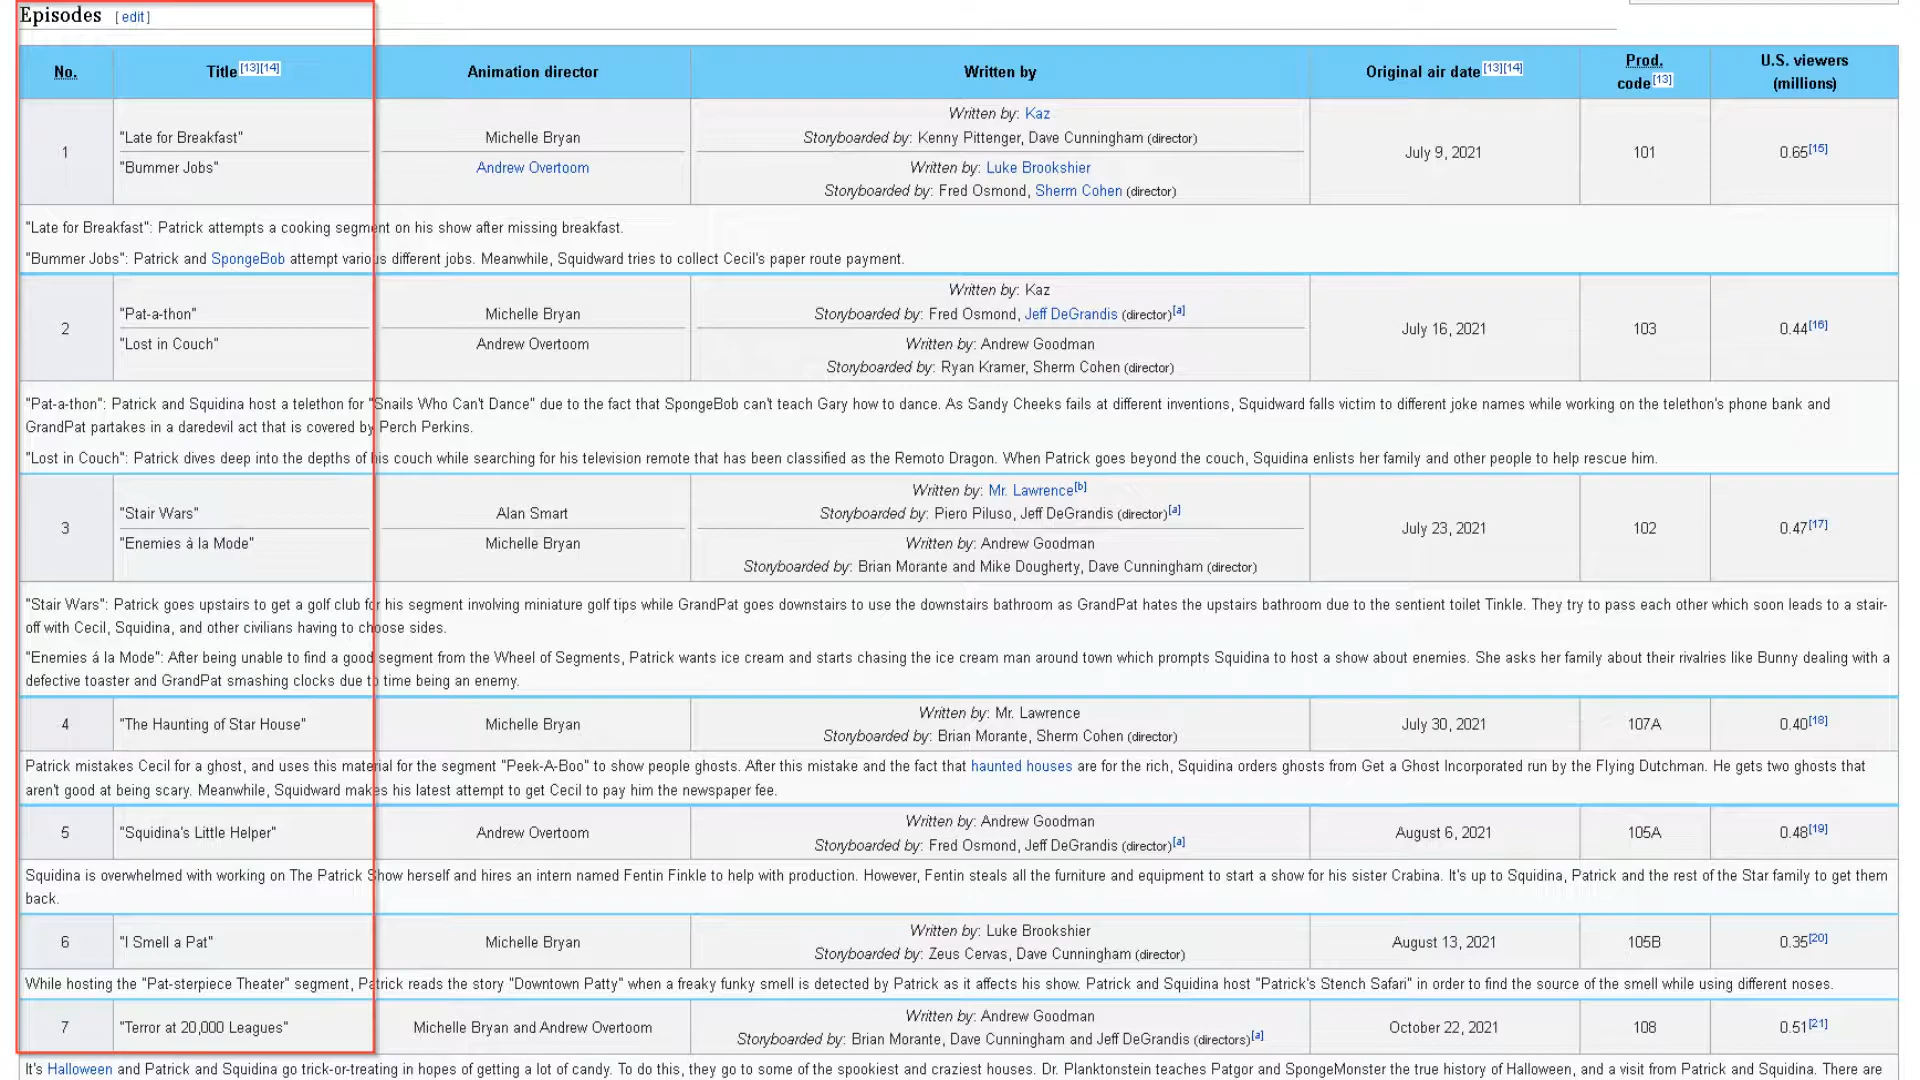 Episodes [edit]
No. Title[13][14] Animation director Written by Original air date[13][14] Prod. code[13] U.S. viewers (millions)
1
"Late for Breakfast" Michelle Bryan
Written by: Kaz
Storyboarded by: Kenny Pittenger, Dave Cunningham (director)
"Bummer Jobs" Andrew Overtoom
Written by: Luke Brookshier
Storyboarded by: Fred Osmond, Sherm Cohen (director)
July 9, 2021 101 0.65[15]
"Late for Breakfast": Patrick attempts a cooking segment on his show after missing breakfast.
"Bummer Jobs": Patrick and SpongeBob attempt various different jobs. Meanwhile, Squidward tries to collect Cecil's paper route payment.
2
"Pat-a-thon" Michelle Bryan
Written by: Kaz
Storyboarded by: Fred Osmond, Jeff DeGrandis (director)[a]
"Lost in Couch" Andrew Overtoom
Written by: Andrew Goodman
Storyboarded by: Ryan Kramer, Sherm Cohen (director)
July 16, 2021 103 0.44[16]
"Pat-a-thon": Patrick and Squidina host a telethon for "Snails Who Can't Dance" due to the fact that SpongeBob can't teach Gary how to dance. As Sandy Cheeks fails at different inventions, Squidward falls victim to different joke names while working on the telethon's phone bank and
GrandPat partakes in a daredevil act that is covered by Perch Perkins.
"Lost in Couch": Patrick dives deep into the depths of his couch while searching for his television remote that has been classified as the Remoto Dragon. When Patrick goes beyond the couch, Squidina enlists her family and other people to help rescue him.
3
"Stair Wars" Alan Smart
Written by: Mr. Lawrence[b]
Storyboarded by: Piero Piluso, Jeff DeGrandis (director)[a]
"Enemies à la Mode" Michelle Bryan
Written by: Andrew Goodman
Storyboarded by: Brian Morante and Mike Dougherty, Dave Cunningham (director)
July 23, 2021 102 0.47[17]
"Stair Wars": Patrick goes upstairs to get a golf club for his segment involving miniature golf tips while GrandPat goes downstairs to use the downstairs bathroom as GrandPat hates the upstairs bathroom due to the sentient toilet Tinkle. They try to pass each other which soon leads to a stair-
off with Cecil, Squidina, and other civilians having to choose sides.
"Enemies á la Mode": After being unable to find a good segment from the Wheel of Segments, Patrick wants ice cream and starts chasing the ice cream man around town which prompts Squidina to host a show about enemies. She asks her family about their rivalries like Bunny dealing with a
defective toaster and GrandPat smashing clocks due to time being an enemy.
4 "The Haunting of Star House" Michelle Bryan
Written by: Mr. Lawrence
Storyboarded by: Brian Morante, Sherm Cohen (director)
July 30, 2021 107A 0.40[18]
Patrick mistakes Cecil for a ghost, and uses this material for the segment "Peek-A-Boo" to show people ghosts. After this mistake and the fact that haunted houses are for the rich, Squidina orders ghosts from Get a Ghost Incorporated run by the Flying Dutchman. He gets two ghosts that
aren't good at being scary. Meanwhile, Squidward makes his latest attempt to get Cecil to pay him the newspaper fee.
5 "Squidina's Little Helper" Andrew Overtoom
Written by: Andrew Goodman
Storyboarded by: Fred Osmond, Jeff DeGrandis (director)[a]
August 6, 2021 105A 0.48[19]
Squidina is overwhelmed with working on The Patrick Show herself and hires an intern named Fentin Finkle to help with production. However, Fentin steals all the furniture and equipment to start a show for his sister Crabina. It's up to Squidina, Patrick and the rest of the Star family to get them
back.
6 "I Smell a Pat" Michelle Bryan
Written by: Luke Brookshier
Storyboarded by: Zeus Cervas, Dave Cunningham (director)
August 13, 2021 105B 0.35[20]
While hosting the "Pat-sterpiece Theater" segment, Patrick reads the story "Downtown Patty" when a freaky funky smell is detected by Patrick as it affects his show. Patrick and Squidina host "Patrick's Stench Safari" in order to find the source of the smell while using different noses.
7 "Terror at 20,000 Leagues" Michelle Bryan and Andrew Overtoom
Written by: Andrew Goodman
Storyboarded by: Brian Morante, Dave Cunningham and Jeff DeGrandis (directors)[a]
October 22, 2021 108 0.51[21]
It's Halloween and Patrick and Squidina go trick-or-treating in hopes of getting a lot of candy. To do this, they go to some of the spookiest and craziest houses. Dr. Planktonstein teaches Patgor and SpongeMonster the true history of Halloween, and a visit from Patrick and Squidina. There are